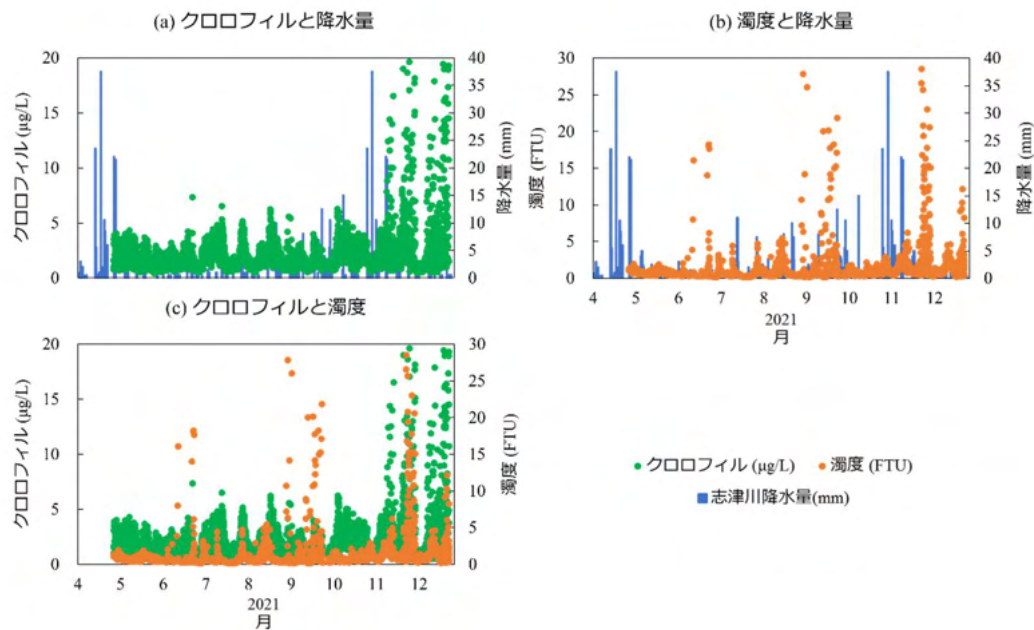 (a) クロロフィルと降水量
20 15 10 5 0
クロロフィル (µg/L)
40 35 30 25 20 15 10 5 0
降水量 (mm)
(b) 濁度と降水量
30 25 20 15 10 5 0
濁度 (FTU)
40 35 30 25 20 15 10 5 0
降水量 (mm)
4 5 6 7 8 9 10 11 12
2021
月
(c) クロロフィルと濁度
20 15 10 5 0
クロロフィル (µg/L)
30 25 20 15 10 5 0
濁度 (FTU)
4 5 6 7 8 9 10 11 12
2021
月
クロロフィル (µg/L) 濁度 (FTU)
志津川降水量(mm)